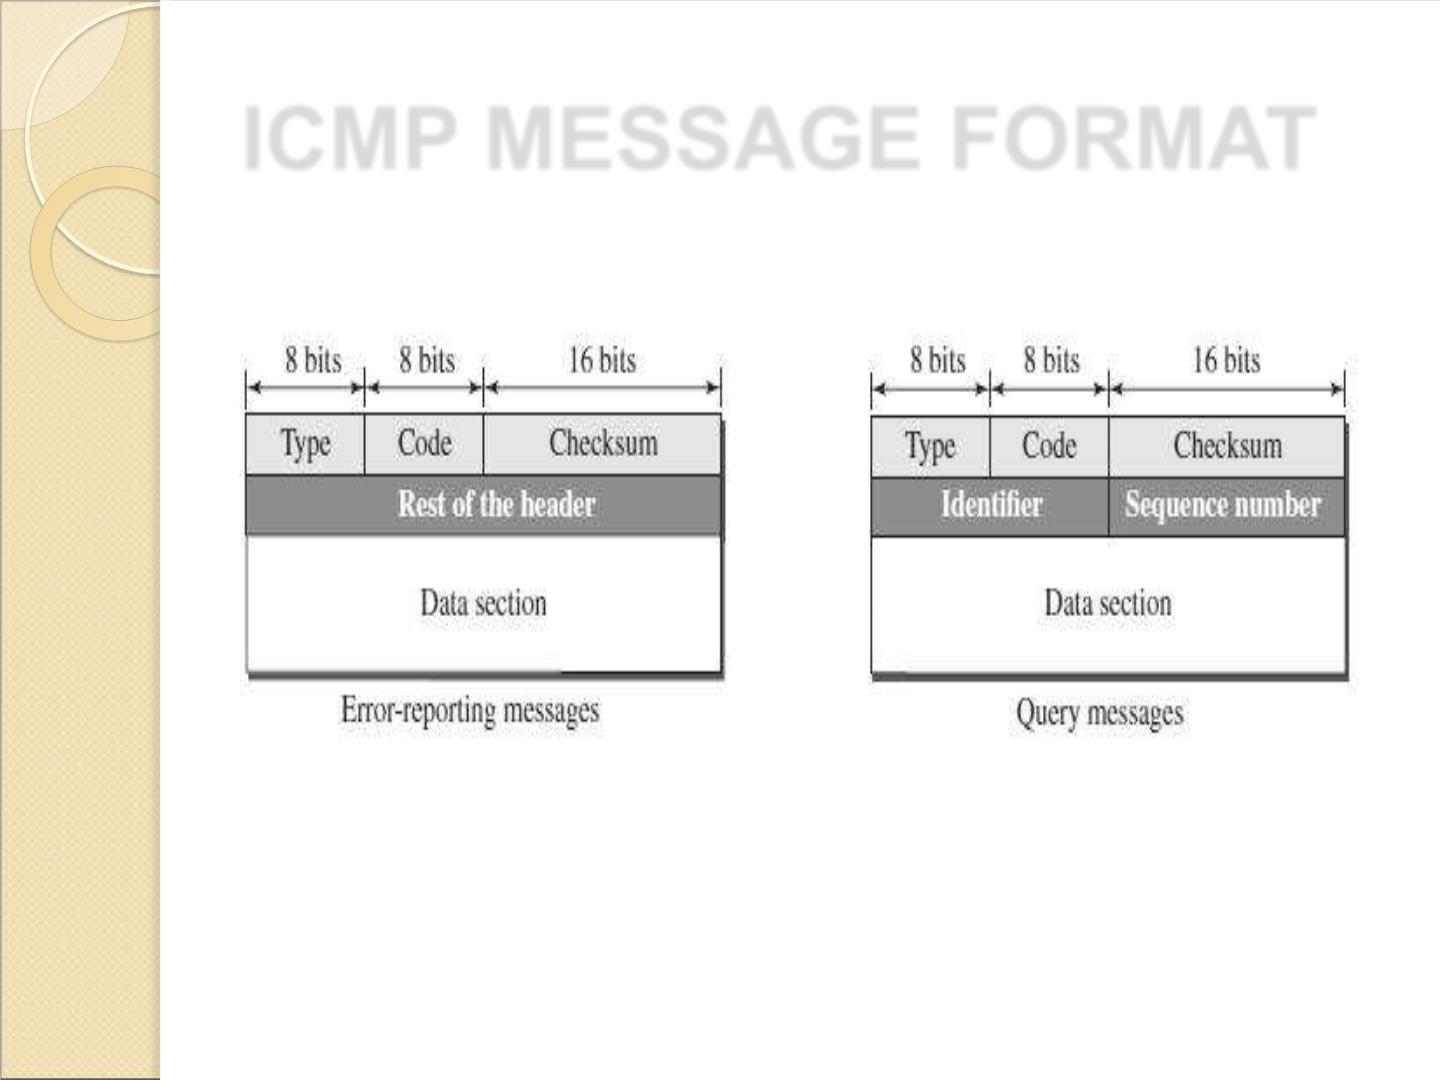 ICMP MESSAGE FORMAT
8 bits 8 bits 16 bits
Type Code Checksum
Rest of the header
Data section
Error-reporting messages
8 bits 8 bits 16 bits
Type Code Checksum
Identifier Sequence number
Data section
Query messages